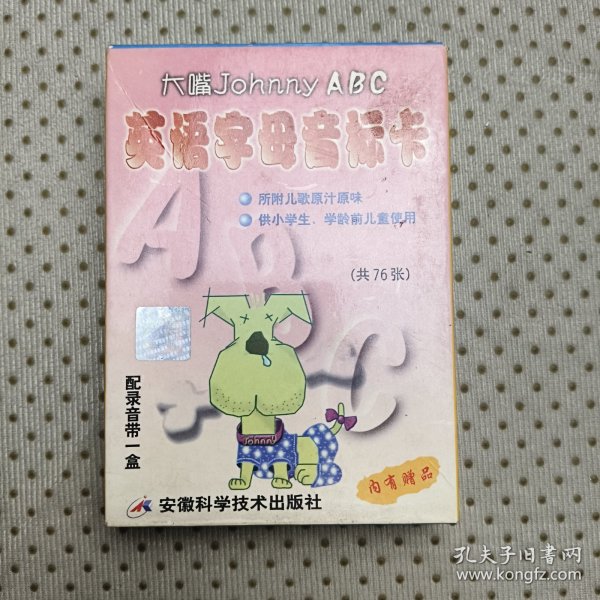 大嘴Johnny ABC
英语字母音标卡
所附儿歌原汁原味
供小学生、学龄前儿童使用
(共76张)
A
B
C
配录音带一盒
Johnny
内有赠品
安徽科学技术出版社
孔夫子旧书网
www.kongfz.com